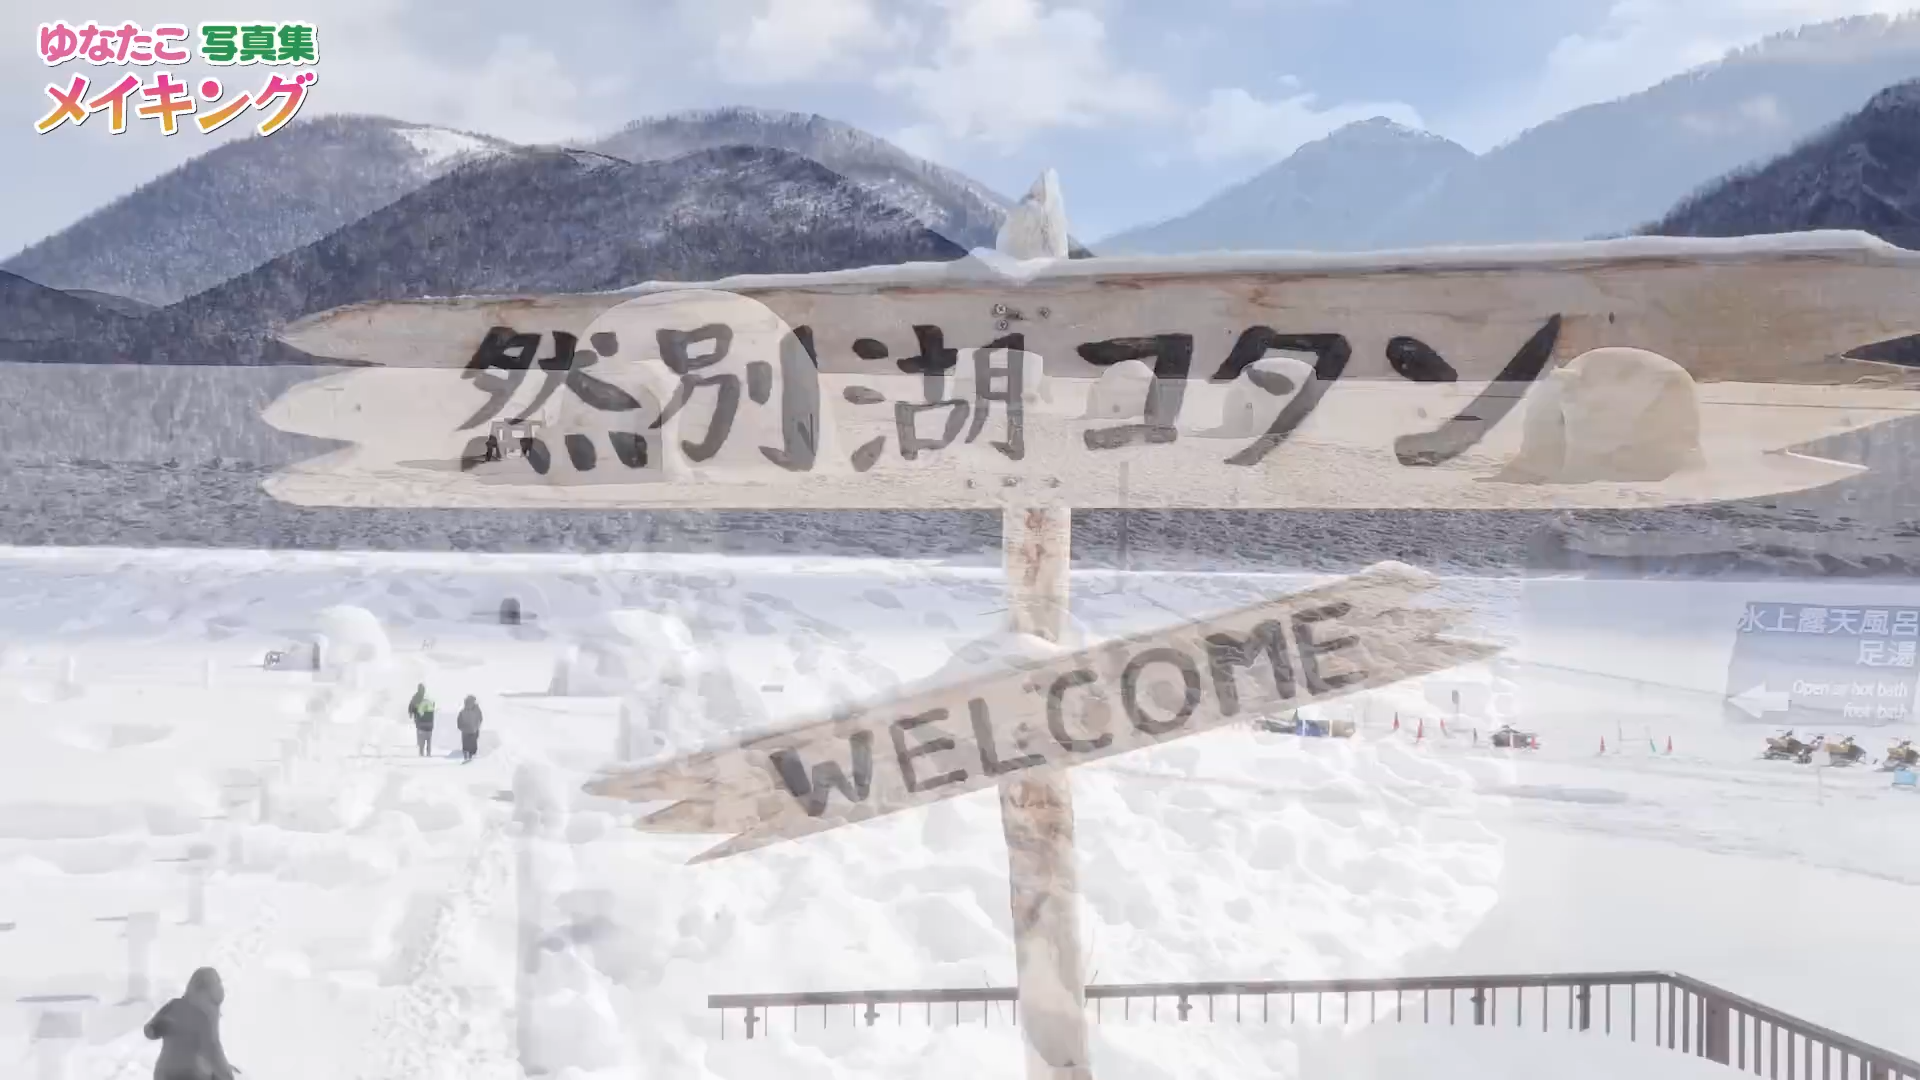 ゆなたこ 写真集
メイキング
然別湖コタン
WELCOME
氷上露天風呂
足湯
Open air hot bath
foot bath